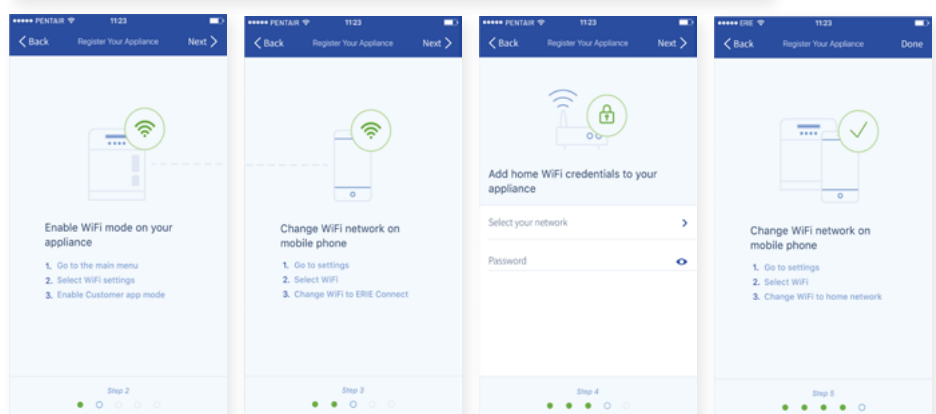 PENTAIR 11:23
Back Register Your Appliance Next
Enable WiFi mode on your
appliance
1. Go to the main menu
2. Select WiFi settings
3. Enable Customer app mode
Step 2
PENTAIR 11:23
Back Register Your Appliance Next
Change WiFi network on
mobile phone
1. Go to settings
2. Select WiFi
3. Change WiFi to ERIE Connect
Step 3
PENTAIR 11:23
Back Register Your Appliance Next
Add home WiFi credentials to your
appliance
Select your network
Password
Step 4
ERIE 11:23
Back Register Your Appliance Done
Change WiFi network on
mobile phone
1. Go to settings
2. Select WiFi
3. Change WiFi to home network
Step 5